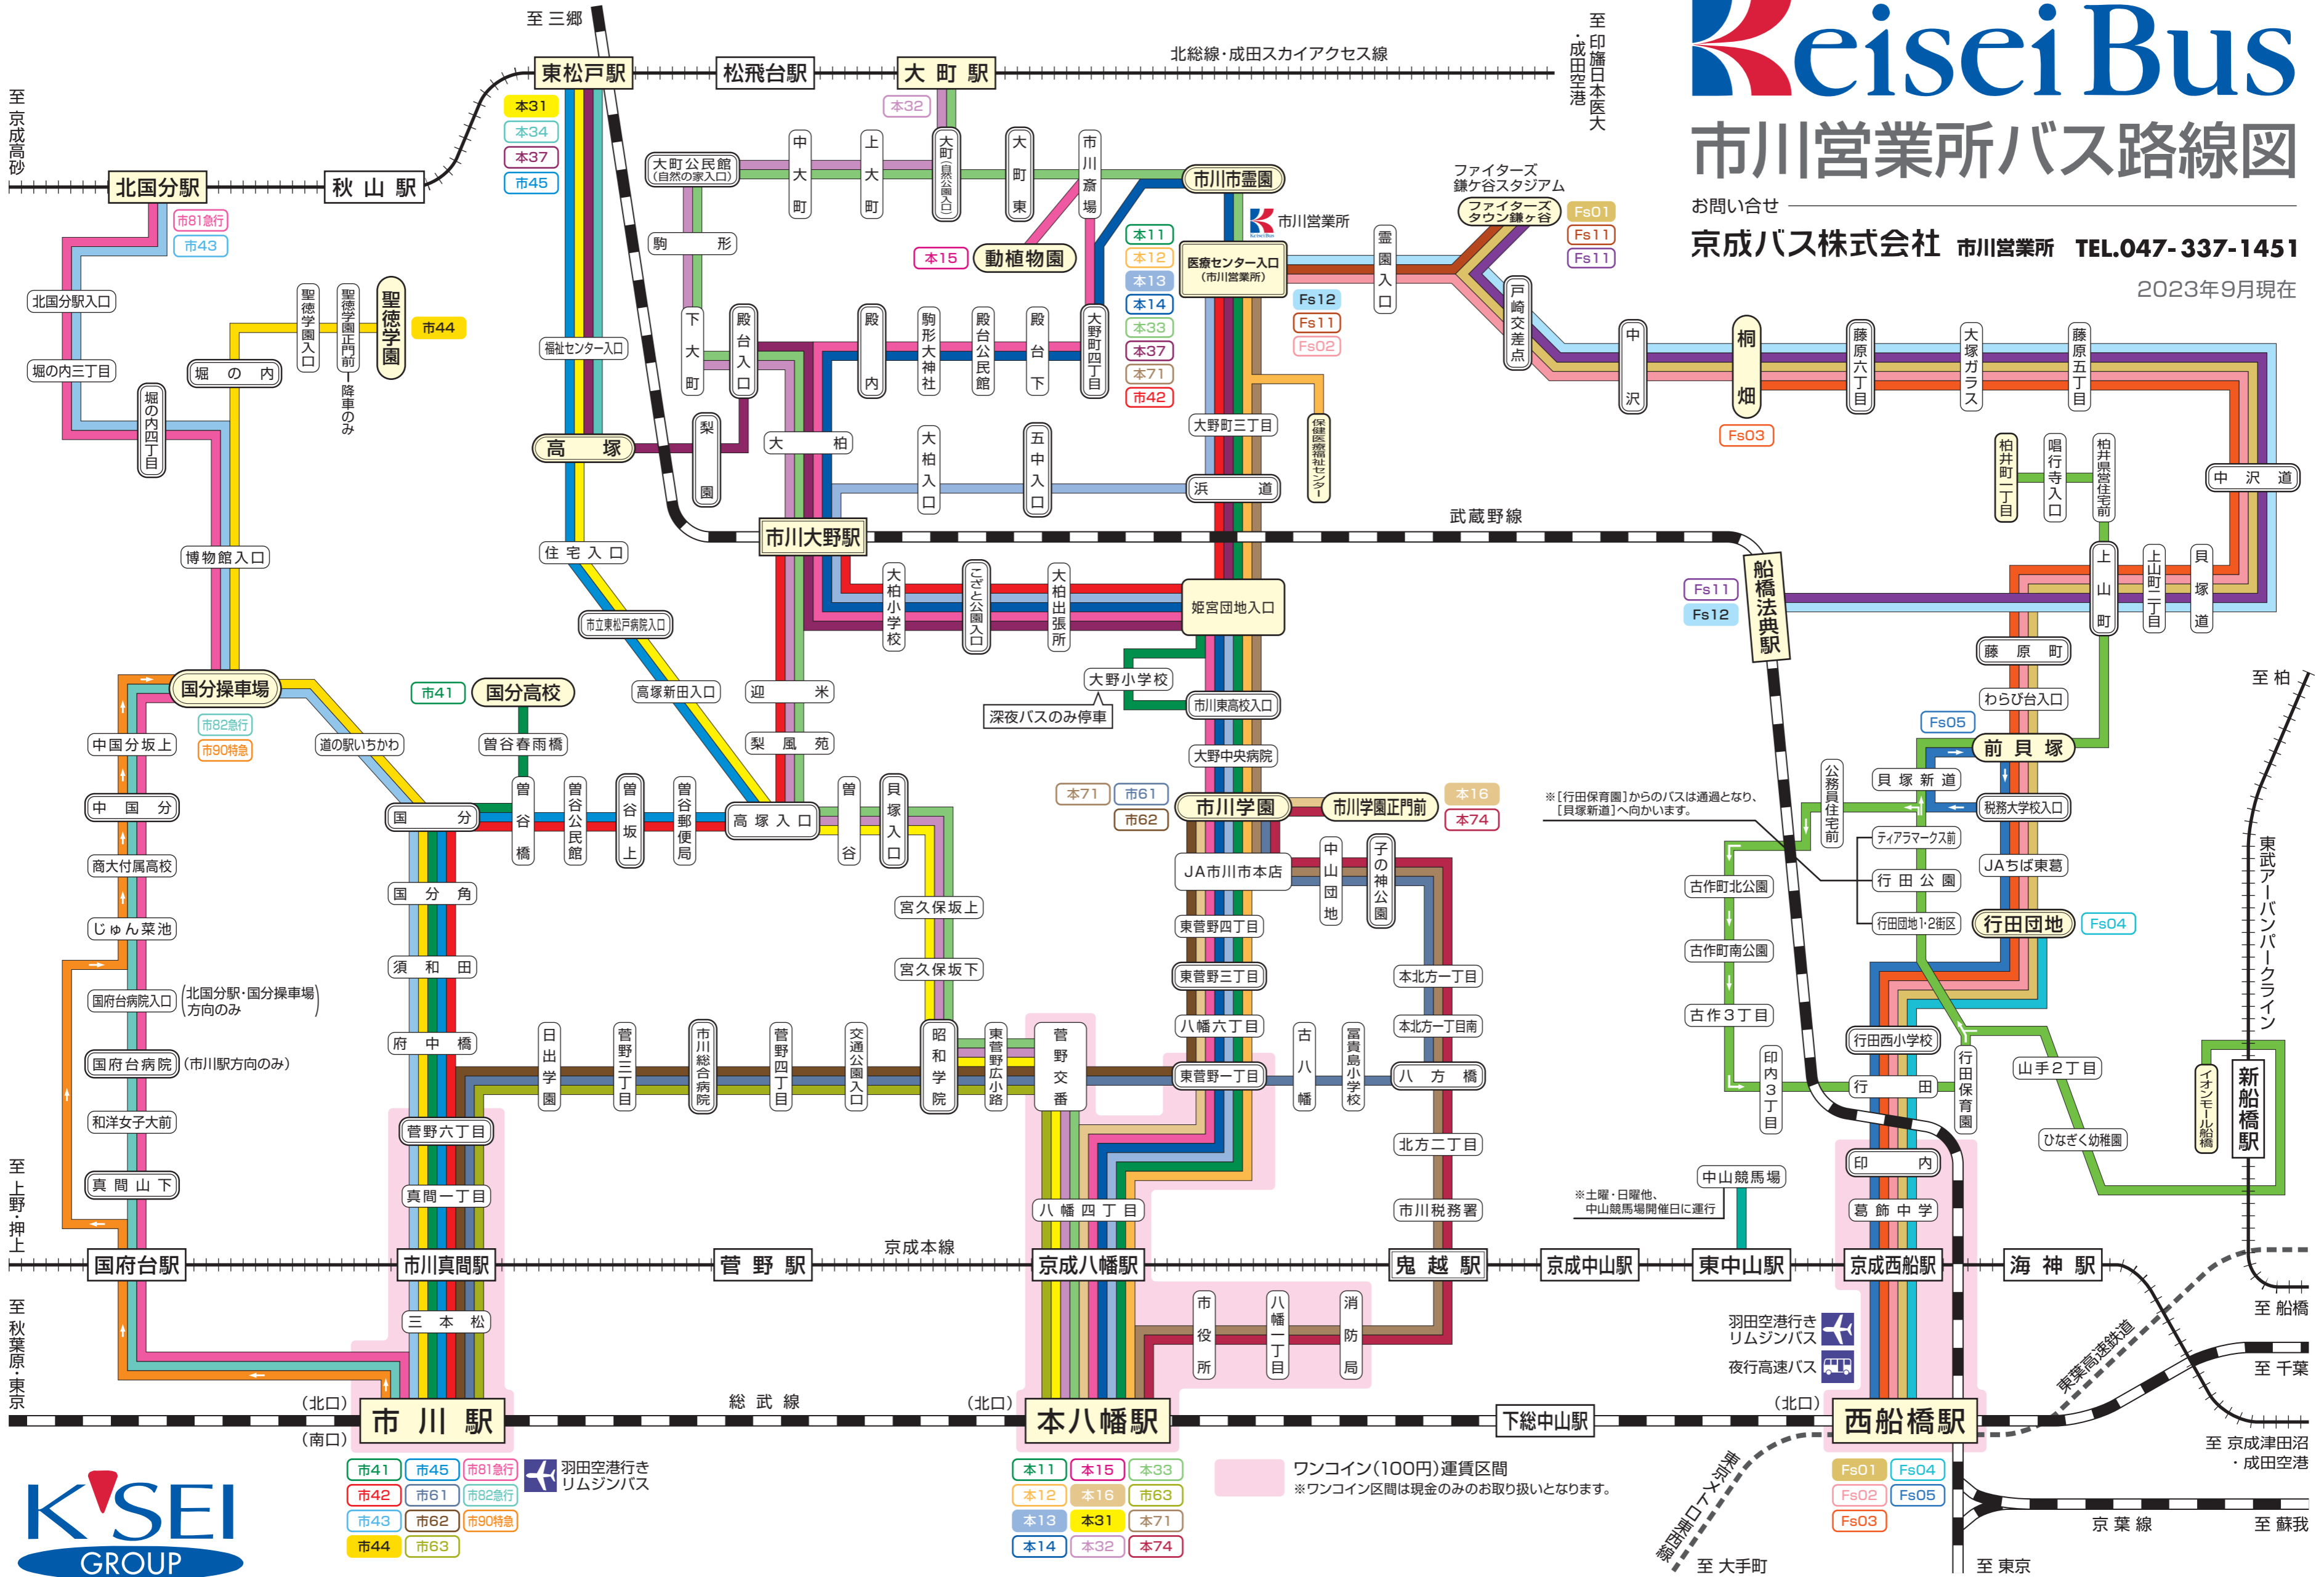 Keisei Bus
市川営業所バス路線図
お問い合せ
京成バス株式会社 市川営業所 TEL.047-337-1451
2023年9月現在
至 三郷
東松戸駅
松飛台駅
大町駅
北総線・成田スカイアクセス線
至 印旛日本医大・成田空港
至 京成高砂
北国分駅
秋山駅
市81急行
市43
本31
本34
本37
市45
本32
大町公民館(自然の家入口)
中大町
上大町
大町(自然公園入口)
大町東
市川斎場
市川市霊園
Keisei Bus
市川営業所
駒形
本15
動植物園
本11
本12
本13
本14
本33
本37
本71
市42
医療センター入口(市川営業所)
霊園入口
ファイターズ
鎌ケ谷スタジアム
ファイターズタウン鎌ヶ谷
Fs01
Fs11
Fs11
Fs12
Fs11
Fs02
戸崎交差点
中沢
桐畑
Fs03
藤原六丁目
大塚ガラス
藤原五丁目
中沢道
北国分駅入口
堀の内三丁目
堀の内四丁目
堀の内
聖徳学園入口
聖徳学園正門前
降車のみ
聖徳学園
市44
福祉センター入口
下大町
殿台入口
殿内
駒形大神社
殿台公民館
殿台下
大野町四丁目
大野町三丁目
保健医療福祉センター
高塚
梨園
大柏
大柏入口
五中入口
浜道
柏井町一丁目
唱行寺入口
柏井県営住宅前
上山町
上山町二丁目
貝塚道
博物館入口
住宅入口
市川大野駅
武蔵野線
船橋法典駅
Fs11
Fs12
市立東松戸病院入口
大柏小学校
こざと公園入口
大柏出張所
姫宮団地入口
大野小学校
深夜バスのみ停車
市川東高校入口
大野中央病院
藤原町
わらび台入口
Fs05
前貝塚
至 柏
国分操車場
市82急行
市90特急
市41
国分高校
曽谷春雨橋
高塚新田入口
迎米
梨風苑
中国分坂上
中国分
商大付属高校
じゅん菜池
国府台病院入口
(北国分駅・国分操車場方向のみ)
国府台病院
(市川駅方向のみ)
和洋女子大前
真間山下
道の駅いちかわ
国分
曽谷橋
曽谷公民館
曽谷坂上
曽谷郵便局
高塚入口
曽谷
貝塚入口
宮久保坂上
宮久保坂下
国分角
須和田
府中橋
本71
市61
市62
市川学園
市川学園正門前
本16
本74
JA市川市本店
中山団地
子の神公園
東菅野四丁目
東菅野三丁目
八幡六丁目
東菅野一丁目
本北方一丁目
本北方一丁目南
八方橋
※[行田保育園]からのバスは通過となり、
[貝塚新道]へ向かいます。
公務員住宅前
貝塚新道
税務大学校入口
ティアラマークス前
行田公園
行田団地1・2街区
JAちば東葛
行田団地
Fs04
古作町北公園
古作町南公園
古作3丁目
印内3丁目
行田西小学校
行田
行田保育園
山手2丁目
ひなぎく幼稚園
イオンモール船橋
新船橋駅
東武アーバンパークライン
日出学園
菅野三丁目
市川総合病院
菅野四丁目
交通公園入口
昭和学院
東菅野広小路
菅野交番
古八幡
冨貴島小学校
菅野六丁目
真間一丁目
八幡四丁目
北方二丁目
市川税務署
※土曜・日曜他、
中山競馬場開催日に運行
中山競馬場
印内
葛飾中学
至 上野・押上
国府台駅
市川真間駅
菅野駅
京成本線
京成八幡駅
鬼越駅
京成中山駅
東中山駅
京成西船駅
海神駅
至 船橋
至 秋葉原・東京
三本松
市役所
八幡一丁目
消防局
羽田空港行き
リムジンバス
夜行高速バス
東葉高速鉄道
至 千葉
(北口)
(南口)
市川駅
総武線
(北口)
本八幡駅
下総中山駅
(北口)
西船橋駅
至 京成津田沼・成田空港
市41 市45 市81急行
市42 市61 市82急行
市43 市62 市90特急
市44 市63
羽田空港行き
リムジンバス
本11 本15 本33
本12 本16 市63
本13 本31 本71
本14 本32 本74
ワンコイン(100円)運賃区間
※ワンコイン区間は現金のみのお取り扱いとなります。
東京メトロ東西線
至 大手町
Fs01 Fs04
Fs02 Fs05
Fs03
京葉線
至 蘇我
至 東京
K'SEI
GROUP